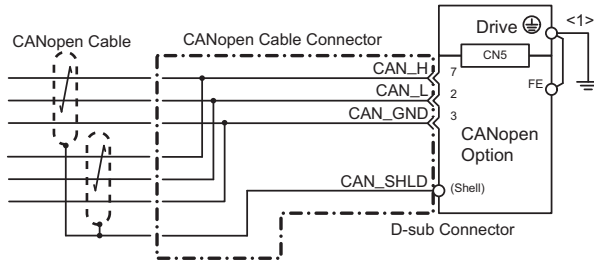 Drive
<1>
CANopen Cable
CANopen Cable Connector
CN5
CAN_H
7
FE
CAN_L
2
CAN_GND
3
CANopen
Option
CAN_SHLD
(Shell)
D-sub Connector